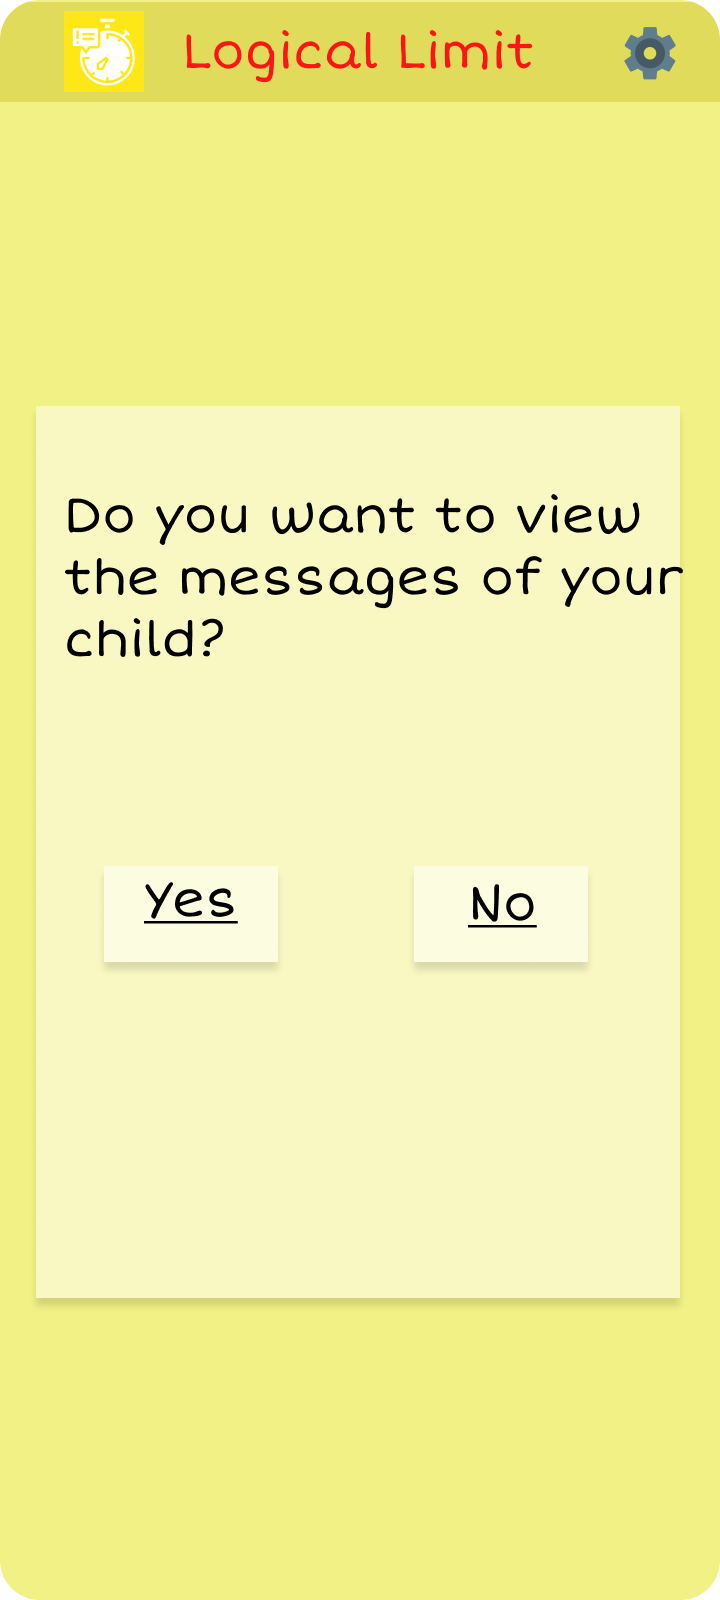 Logical Limit
Do you want to view
the messages of your
child?
Yes
No